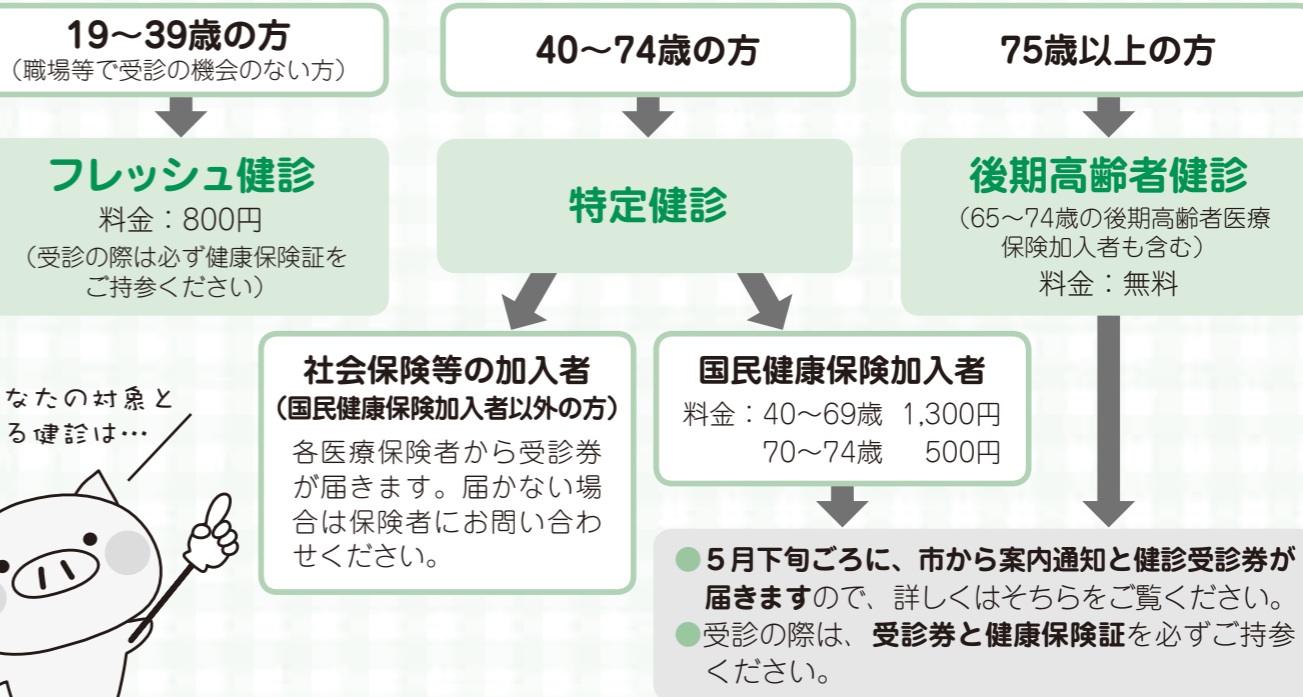 19～39歳の方
（職場等で受診の機会のない方）
フレッシュ健診
料金：800円
（受診の際は必ず健康保険証を
ご持参ください）
40～74歳の方
特定健診
社会保険等の加入者
（国民健康保険加入者以外の方）
各医療保険者から受診券
が届きます。届かない場
合は保険者にお問い合わ
せください。
国民健康保険加入者
料金：40～69歳 1,300円
70～74歳 500円
75歳以上の方
後期高齢者健診
（65～74歳の後期高齢者医療
保険加入者も含む）
料金：無料
●５月下旬ごろに、市から案内通知と健診受診券が
届きますので、詳しくはそちらをご覧ください。
●受診の際は、受診券と健康保険証を必ずご持参
ください。
なたの対象と
る健診は…